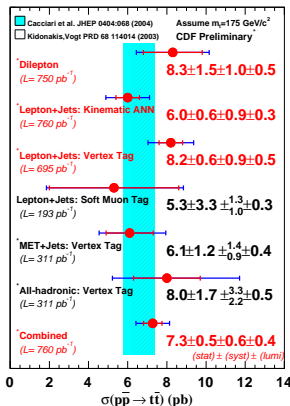 Cacciari et al. JHEP 0404:068 (2004)
Kidonakis,Vogt PRD 68 114014 (2003)
Assume m_t=175 GeV/c²
CDF Preliminary*
*Dilepton
(L= 750 pb⁻¹)
8.3±1.5±1.0±0.5
*Lepton+Jets: Kinematic ANN
(L= 760 pb⁻¹)
6.0±0.6±0.9±0.3
*Lepton+Jets: Vertex Tag
(L= 695 pb⁻¹)
8.2±0.6±0.9±0.5
Lepton+Jets: Soft Muon Tag
(L= 193 pb⁻¹)
5.3±3.3 ±1.3 1.0 ±0.3
*MET+Jets: Vertex Tag
(L= 311 pb⁻¹)
6.1±1.2 ±1.4 0.9 ±0.4
*All-hadronic: Vertex Tag
(L= 311 pb⁻¹)
8.0±1.7 ±3.3 2.2 ±0.5
*Combined
(L= 760 pb⁻¹)
7.3±0.5±0.6±0.4
(stat) ± (syst) ± (lumi)
0 2 4 6 8 10 12 14
σ(pp̅ → tt̅) (pb)